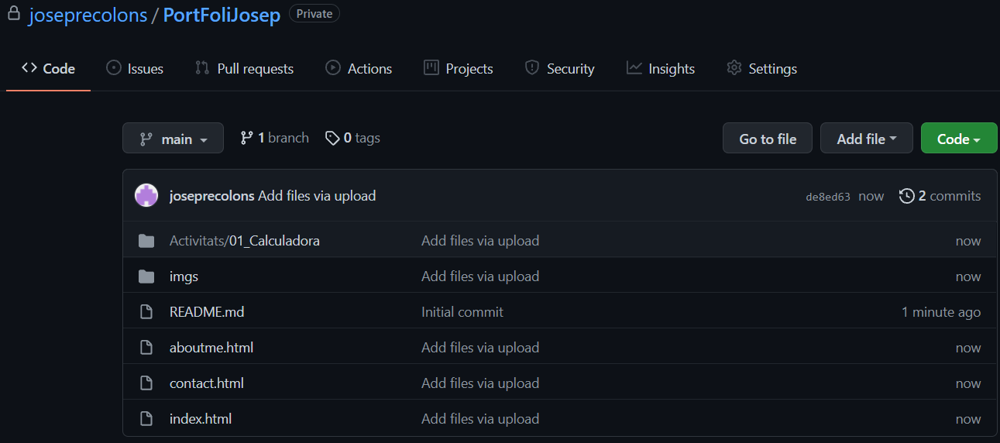 joseprecolons / PortFoliJosep Private
Code Issues Pull requests Actions Projects Security Insights Settings
main 1 branch 0 tags Go to file Add file Code
joseprecolons Add files via upload de8ed63 now 2 commits
Activitats/01_Calculadora Add files via upload now
imgs Add files via upload now
README.md Initial commit 1 minute ago
aboutme.html Add files via upload now
contact.html Add files via upload now
index.html Add files via upload now